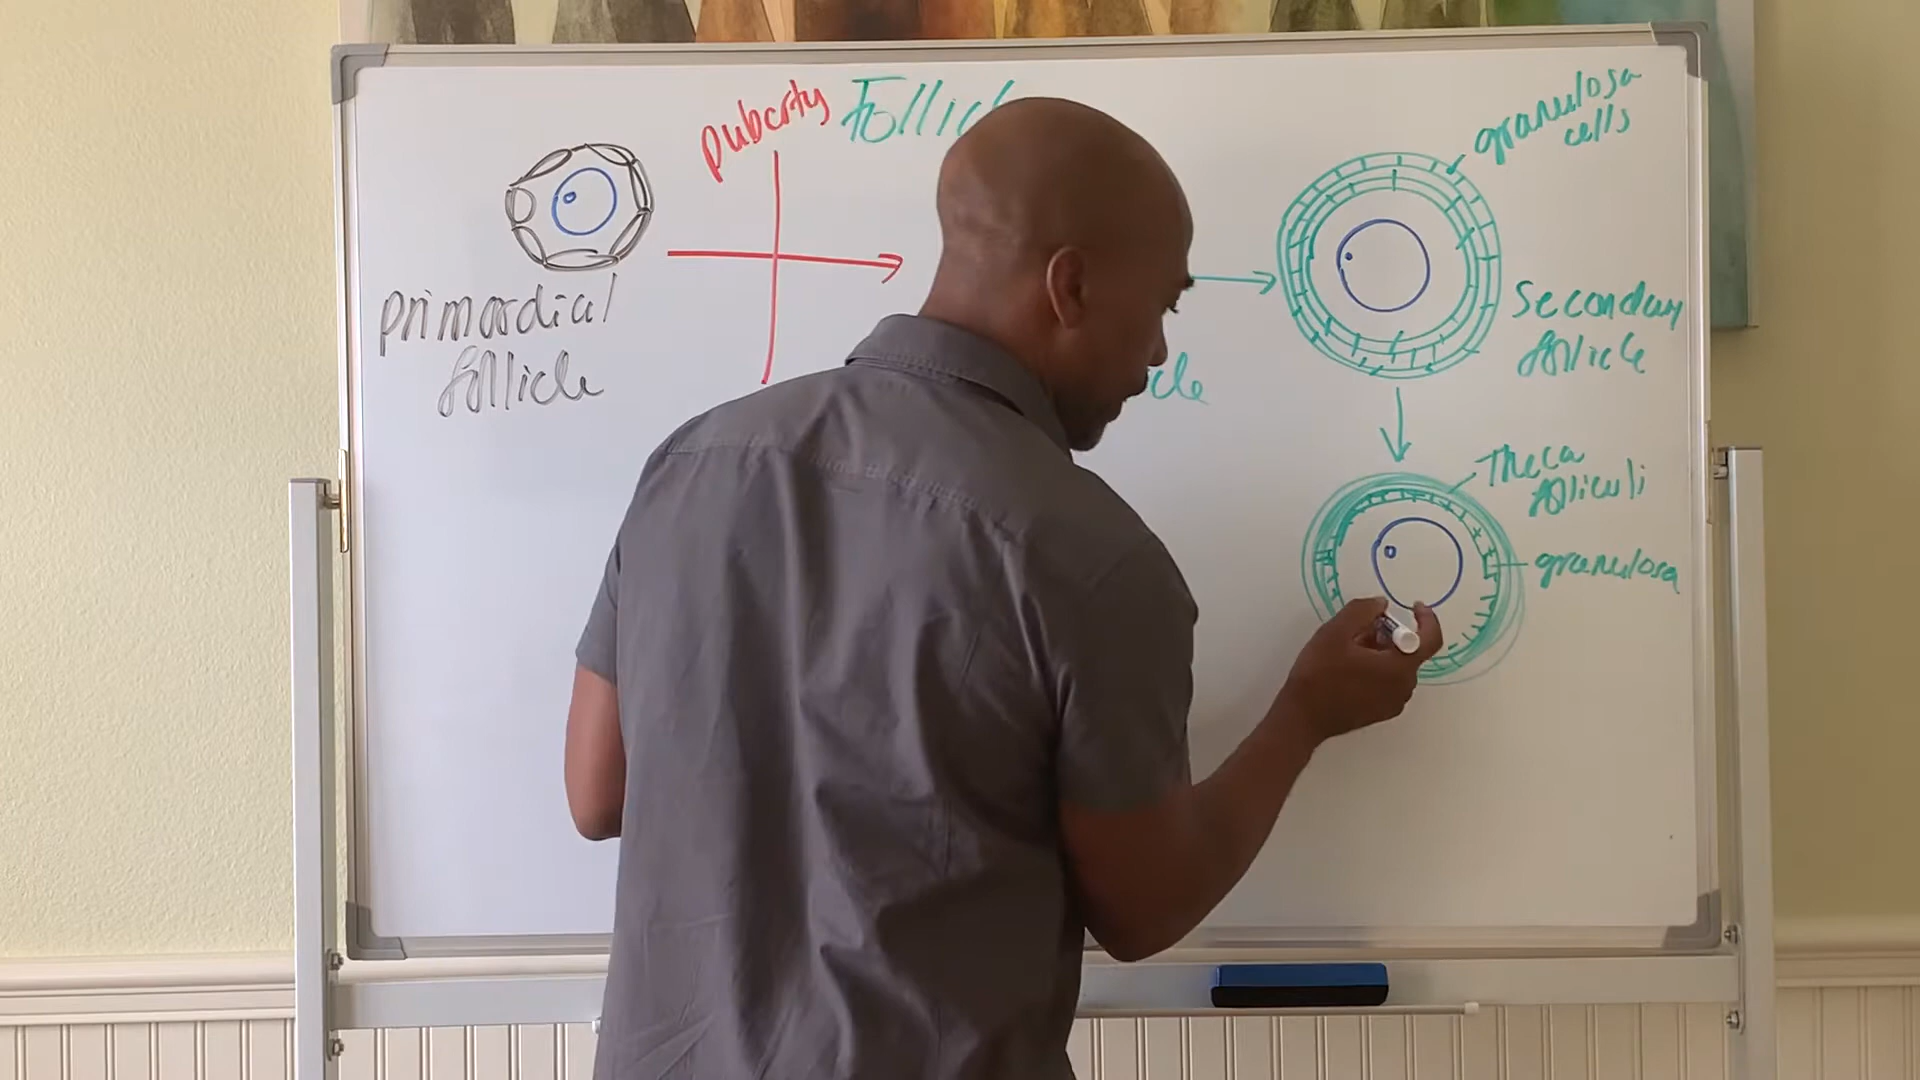 puberty
Follic
granulosa
cells
primordial
follicle
cle
Secondary
follicle
Theca
folliculi
granulosa